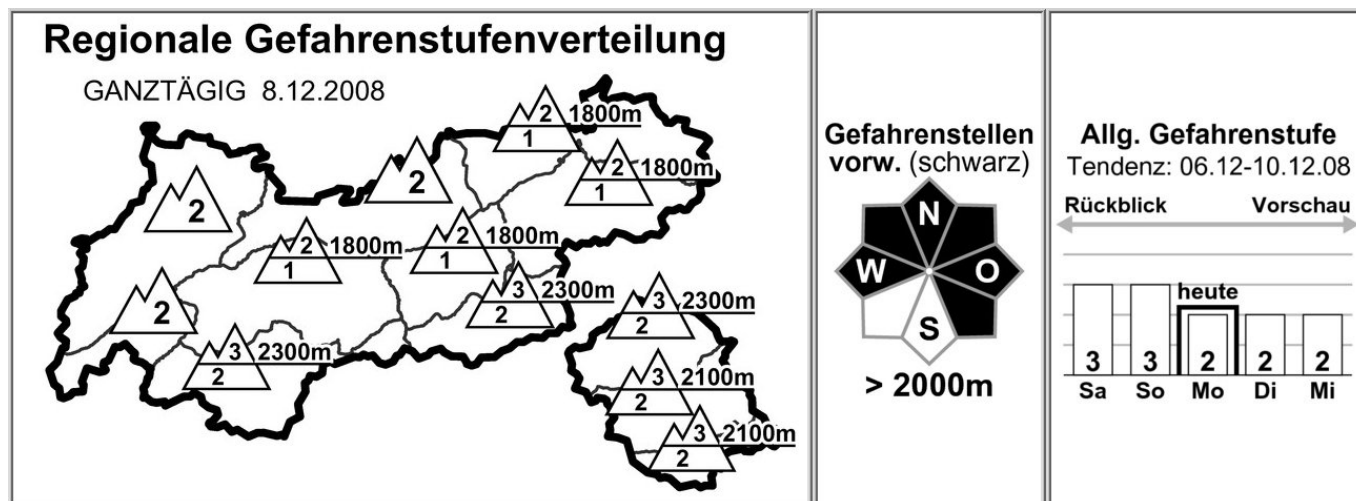 Regionale Gefahrenstufenverteilung
GANZTÄGIG 8.12.2008
2 1800m
1
2 1800m
1
2
2
2 1800m
1
2 1800m
1
3 2300m
2
2
3 2300m
2
3 2300m
2
3 2100m
2
3 2100m
2
Gefahrenstellen
vorw. (schwarz)
N
W O
S
> 2000m
Allg. Gefahrenstufe
Tendenz: 06.12-10.12.08
Rückblick Vorschau
heute
3 3 2 2 2
Sa So Mo Di Mi